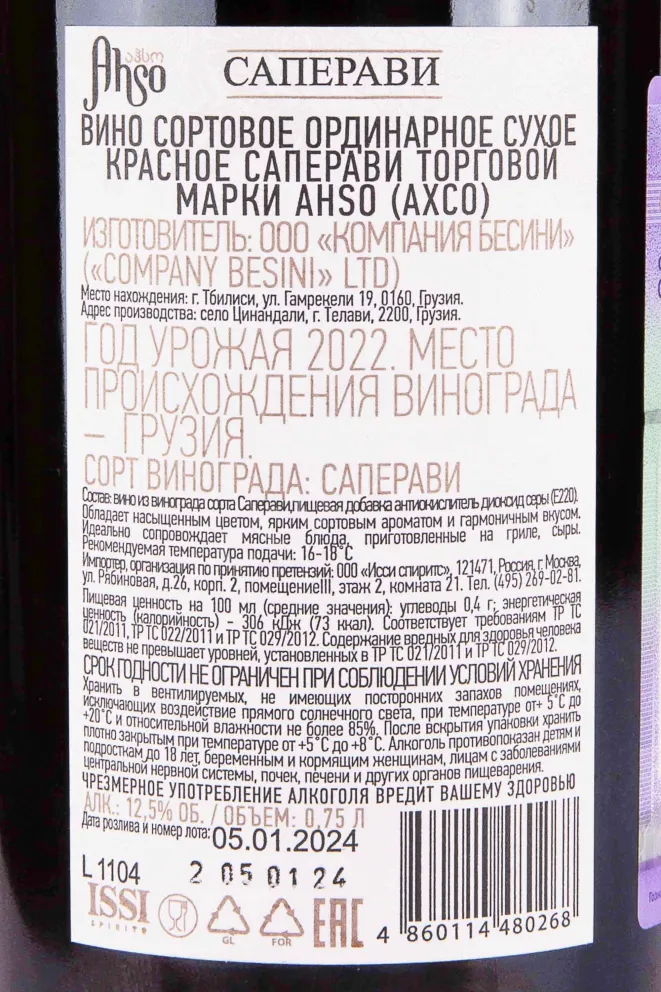 აჰსო
Ahso
САПЕРАВИ
ВИНО СОРТОВОЕ ОРДИНАРНОЕ СУХОЕ
КРАСНОЕ САПЕРАВИ ТОРГОВОЙ
МАРКИ AHSO (АХСО)
ИЗГОТОВИТЕЛЬ: ООО «КОМПАНИЯ БЕСИНИ»
(«COMPANY BESINI» LTD)
Место нахождения: г. Тбилиси, ул. Гамрекели 19, 0160, Грузия.
Адрес производства: село Цинандали, г. Телави, 2200, Грузия.
ГОД УРОЖАЯ 2022. МЕСТО
ПРОИСХОЖДЕНИЯ ВИНОГРАДА
– ГРУЗИЯ.
СОРТ ВИНОГРАДА: САПЕРАВИ
Состав: вино из винограда сорта Саперави,пищевая добавка антиокислитель диоксид серы (Е220).
Обладает насыщенным цветом, ярким сортовым ароматом и гармоничным вкусом.
Идеально сопровождает мясные блюда, приготовленные на гриле, сыры.
Рекомендуемая температура подачи: 16-18°С
Импортер, организация по принятию претензий: ООО «Исси спиритс», 121471, Россия, г. Москва,
ул. Рябиновая, д.26, корп. 2, помещениеIII, этаж 2, комната 21. Тел. (495) 269-02-81.
Пищевая ценность на 100 мл (средние значения): углеводы 0,4 г; энергетическая
ценность (калорийность) - 306 кДж (73 ккал). Соответствует требованиям ТР ТС
021/2011, ТР ТС 022/2011 и ТР ТС 029/2012. Содержание вредных для здоровья человека
веществ не превышает уровней, установленных в ТР ТС 021/2011 и ТР ТС 029/2012.
СРОК ГОДНОСТИ НЕ ОГРАНИЧЕН ПРИ СОБЛЮДЕНИИ УСЛОВИЙ ХРАНЕНИЯ
Хранить в вентилируемых, не имеющих посторонних запахов помещениях,
исключающих воздействие прямого солнечного света, при температуре от+ 5°С до
+20°С и относительной влажности не более 85%. После вскрытия упаковки хранить
плотно закрытым при температуре от +5°С до +8°С. Алкоголь противопоказан детям и
подросткам до 18 лет, беременным и кормящим женщинам, лицам с заболеваниями
центральной нервной системы, почек, печени и других органов пищеварения.
ЧРЕЗМЕРНОЕ УПОТРЕБЛЕНИЕ АЛКОГОЛЯ ВРЕДИТ ВАШЕМУ ЗДОРОВЬЮ
АЛК.: 12,5% ОБ. / ОБЪЕМ: 0,75 Л
Дата розлива и номер лота: 05.01.2024
L 1104 2 05 01 24
ISSI
SPIRITS
GL
FOR
EAC
4 860114 480268